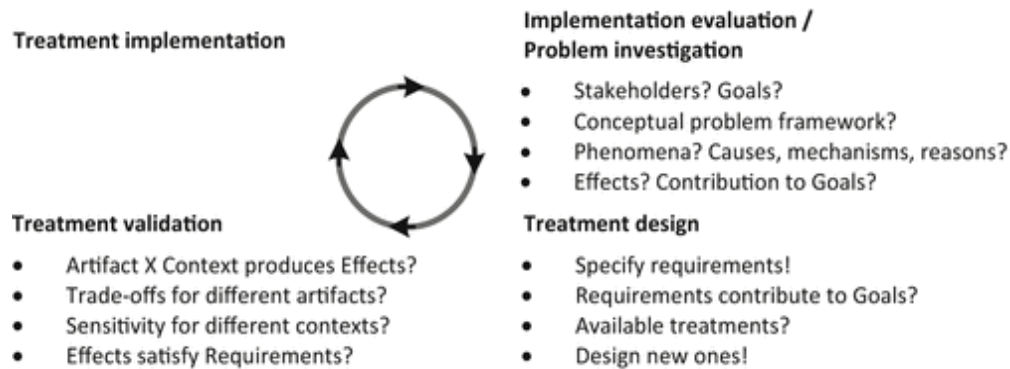 Treatment implementation
Implementation evaluation /
Problem investigation
• Stakeholders? Goals?
• Conceptual problem framework?
• Phenomena? Causes, mechanisms, reasons?
• Effects? Contribution to Goals?
Treatment validation
• Artifact X Context produces Effects?
• Trade-offs for different artifacts?
• Sensitivity for different contexts?
• Effects satisfy Requirements?
Treatment design
• Specify requirements!
• Requirements contribute to Goals?
• Available treatments?
• Design new ones!